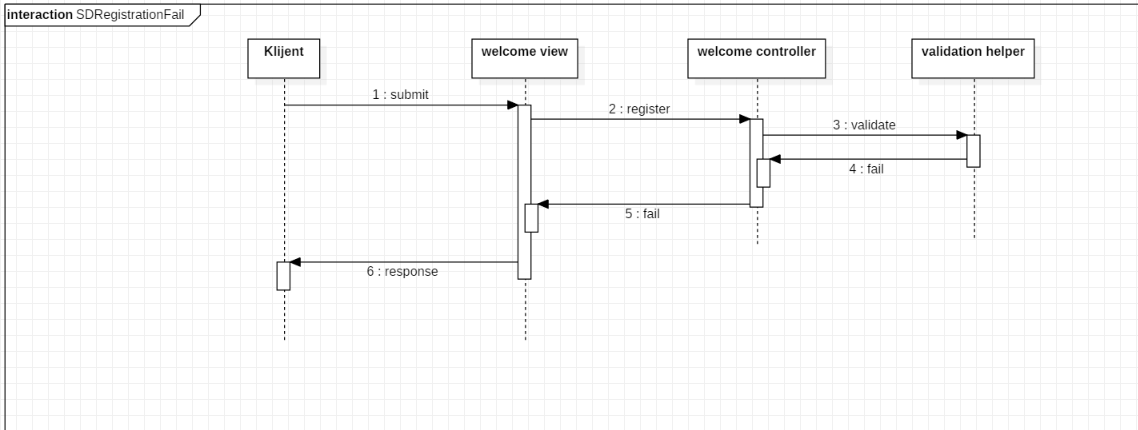 interaction SDRegistrationFail
Klijent
welcome view
welcome controller
validation helper
1 : submit
2 : register
3 : validate
4 : fail
5 : fail
6 : response